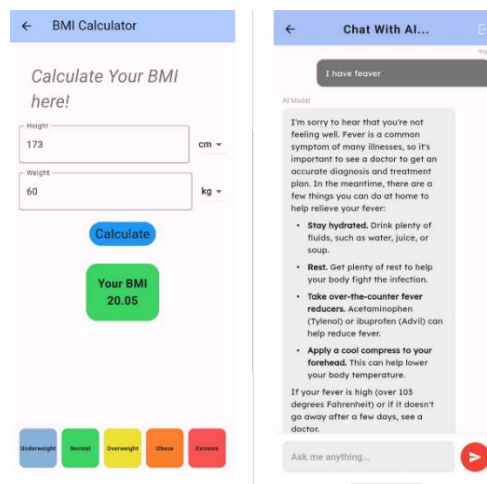 BMI Calculator
Calculate Your BMI
here!
Height
173
cm
Weight
60
kg
Calculate
Your BMI
20.05
Underweight
Normal
Overweight
Obase
Extreme
Chat With AI...
I have feaver
AI Model
I'm sorry to hear that you're not
feeling well. Fever is a common
symptom of many illnesses, so it's
important to see a doctor to get an
accurate diagnosis and treatment
plan. In the meantime, there are a
few things you can do at home to
help relieve your fever:
• Stay hydrated. Drink plenty of
fluids, such as water, juice, or
soup.
• Rest. Get plenty of rest to help
your body fight the infection.
• Take over-the-counter fever
reducers. Acetaminophen
(Tylenol) or ibuprofen (Advil) can
help reduce fever.
• Apply a cool compress to your
forehead. This can help lower
your body temperature.
If your fever is high (over 103
degrees Fahrenheit) or if it doesn't
go away after a few days, see a
doctor.
Ask me anything...